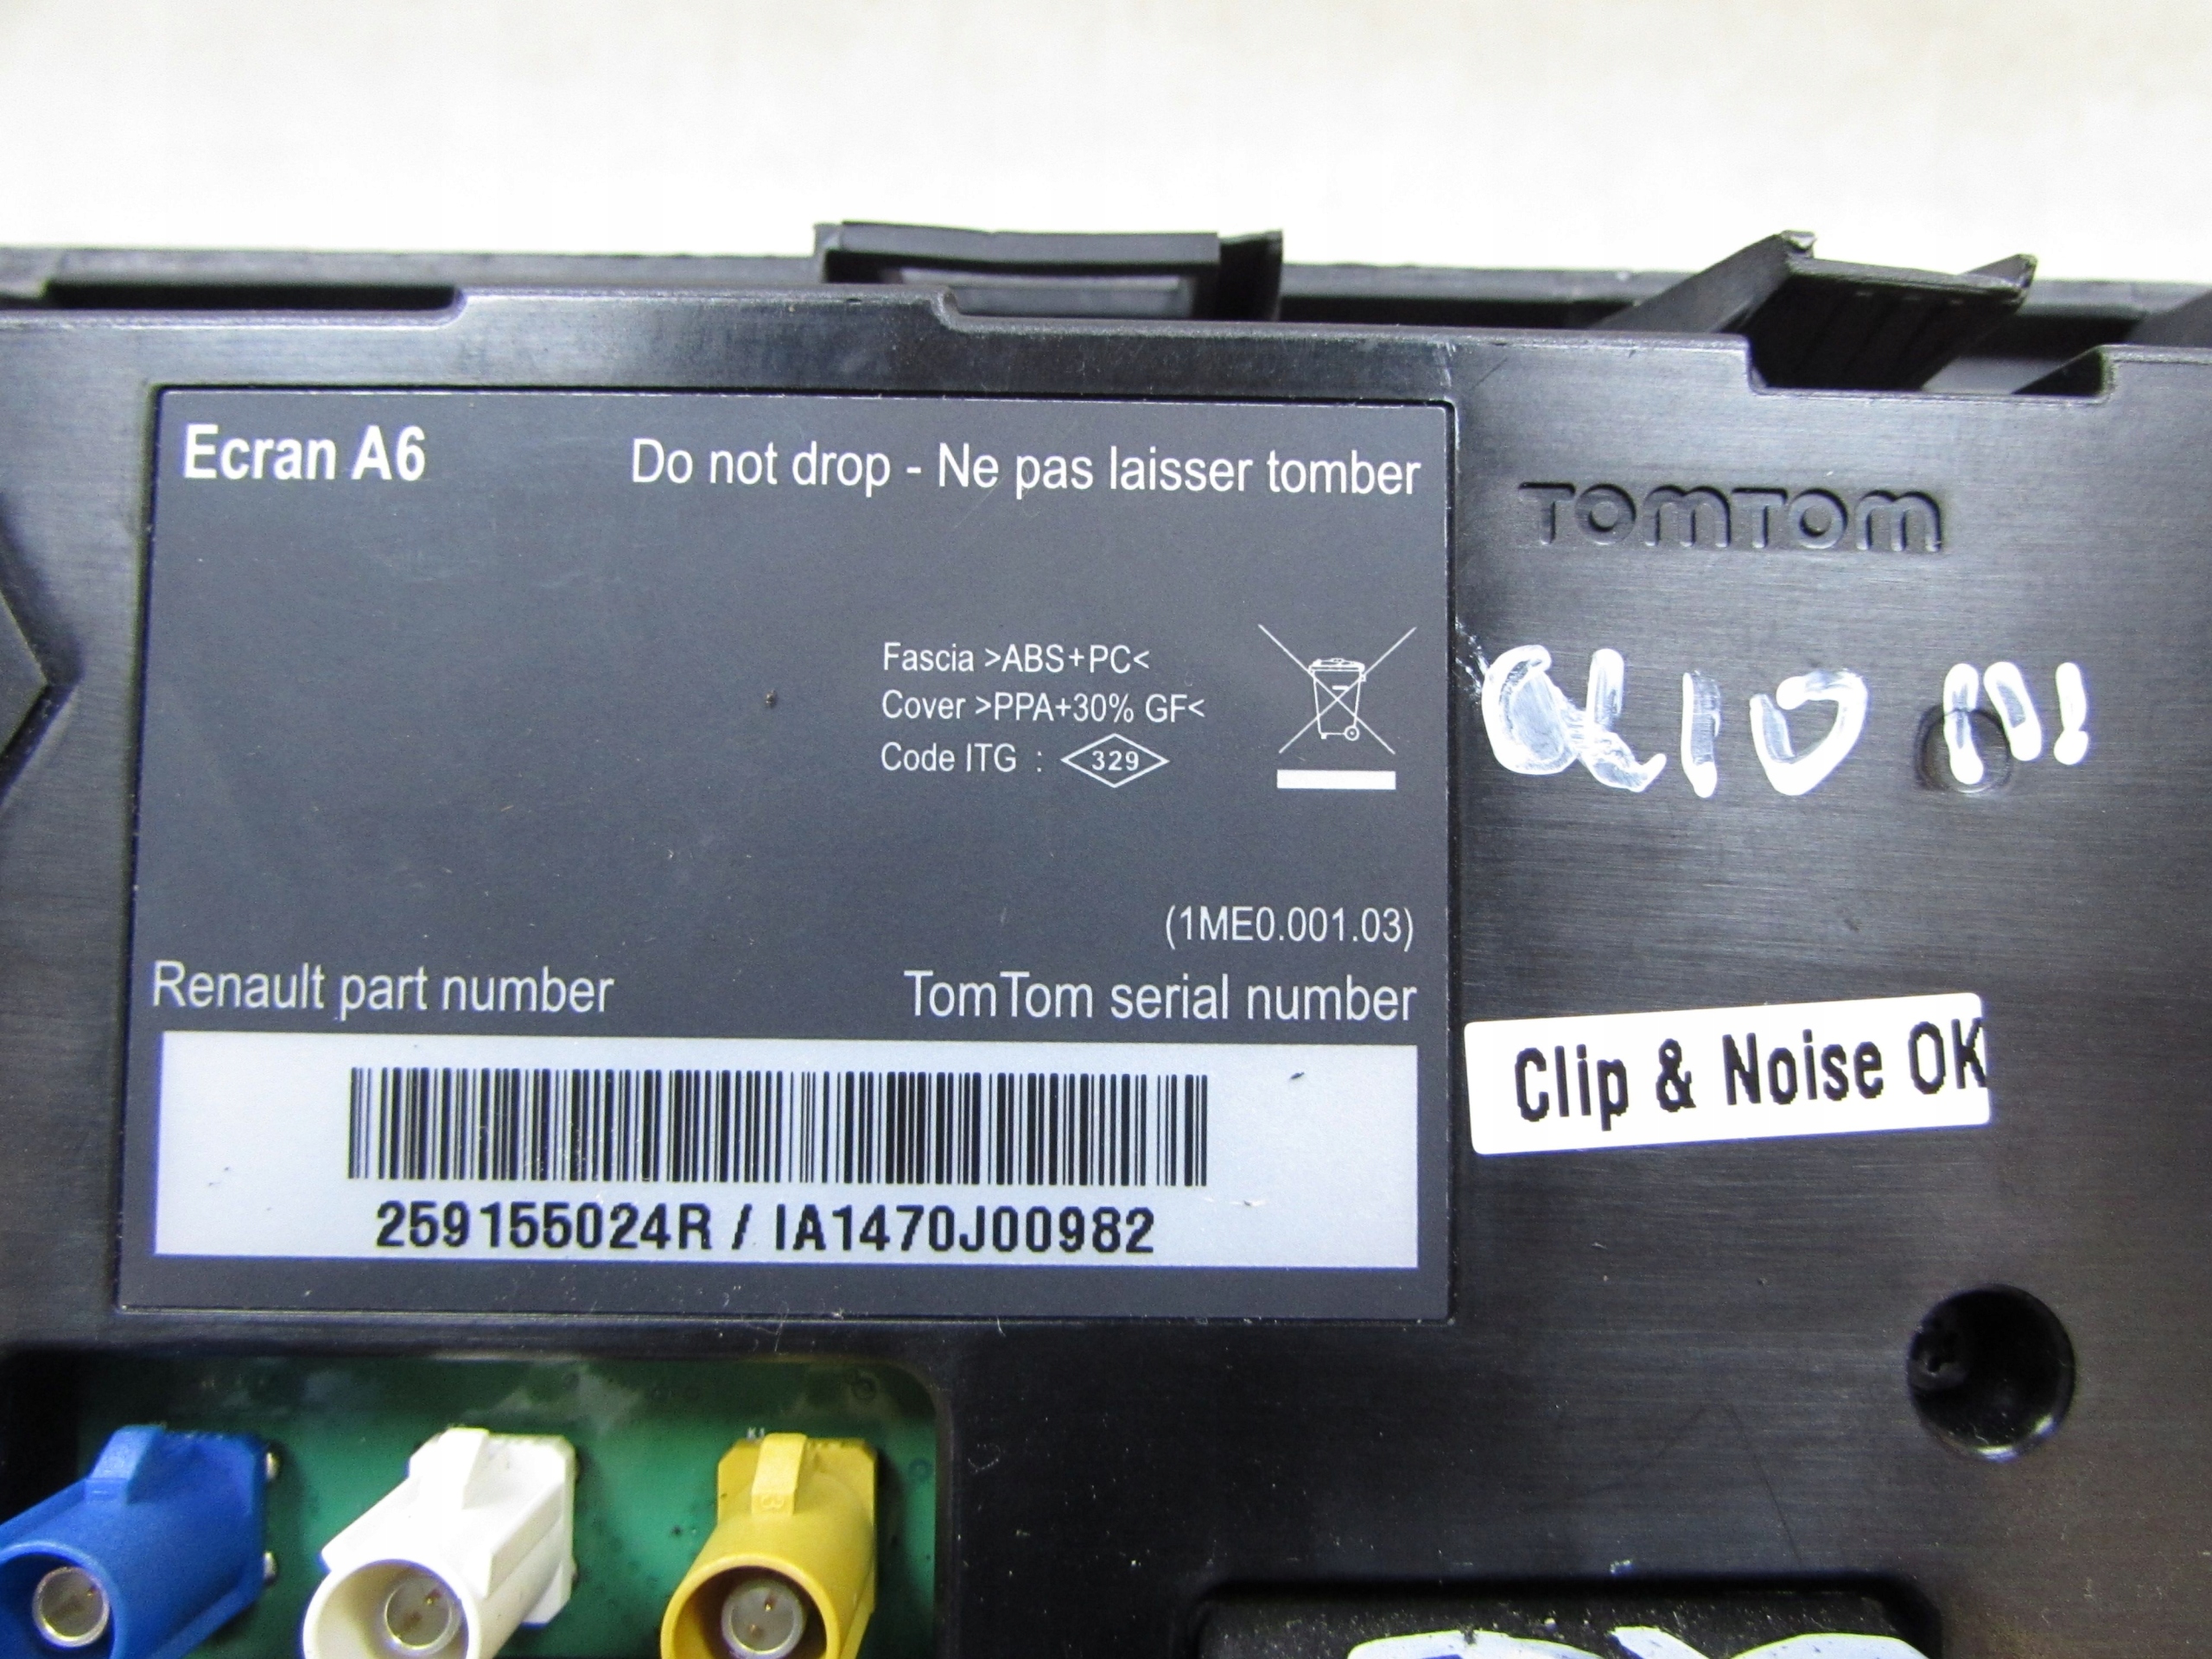 Ecran A6
Do not drop - Ne pas laisser tomber
TOMTOM
Fascia >ABS+PC<
Cover >PPA+30% GF<
Code ITG : 329
CLIO
(1ME0.001.03)
Renault part number
TomTom serial number
Clip & Noise OK
259155024R / IA1470J00982